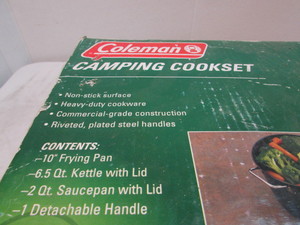 Coleman
CAMPING COOKSET
• Non-stick surface
• Heavy-duty cookware
• Commercial-grade construction
• Riveted, plated steel handles
CONTENTS:
–10" Frying Pan
–6.5 Qt. Kettle with Lid
–2 Qt. Saucepan with Lid
–1 Detachable Handle